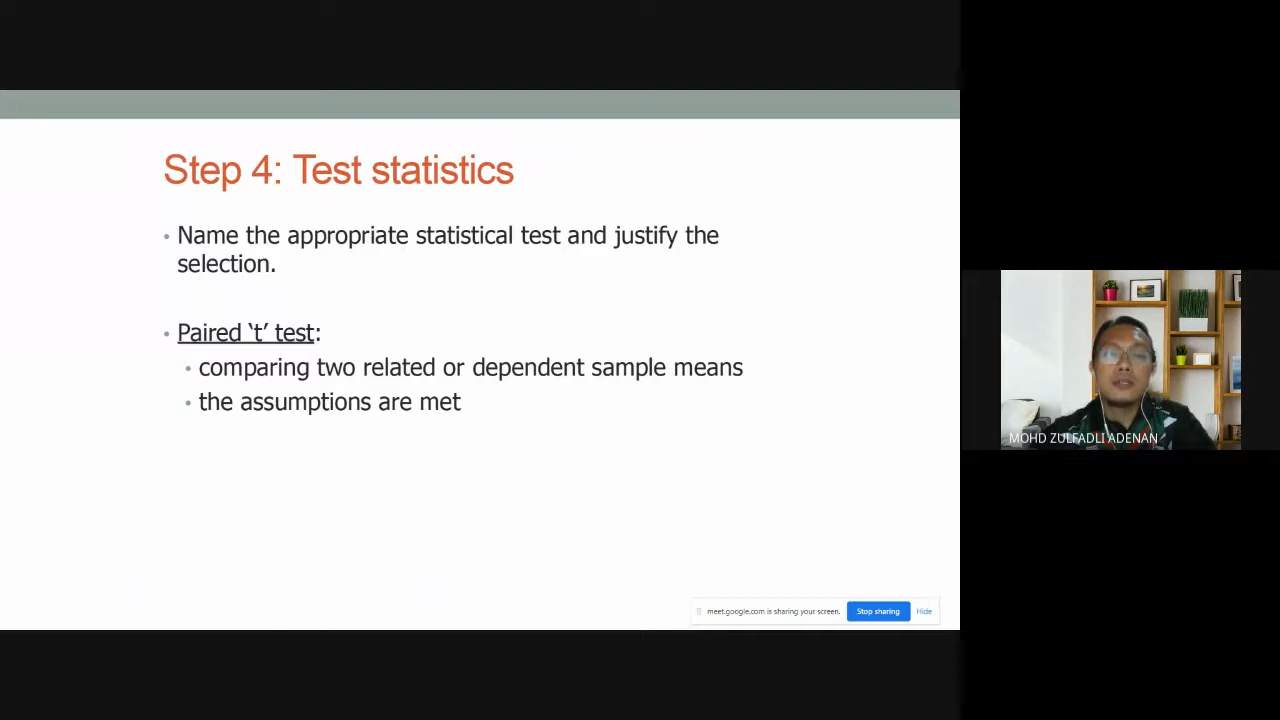 Step 4: Test statistics
• Name the appropriate statistical test and justify the
selection.
• Paired ‘t’ test:
• comparing two related or dependent sample means
• the assumptions are met
MOHD ZULFADLI ADENAN
meet.google.com is sharing your screen. Stop sharing Hide